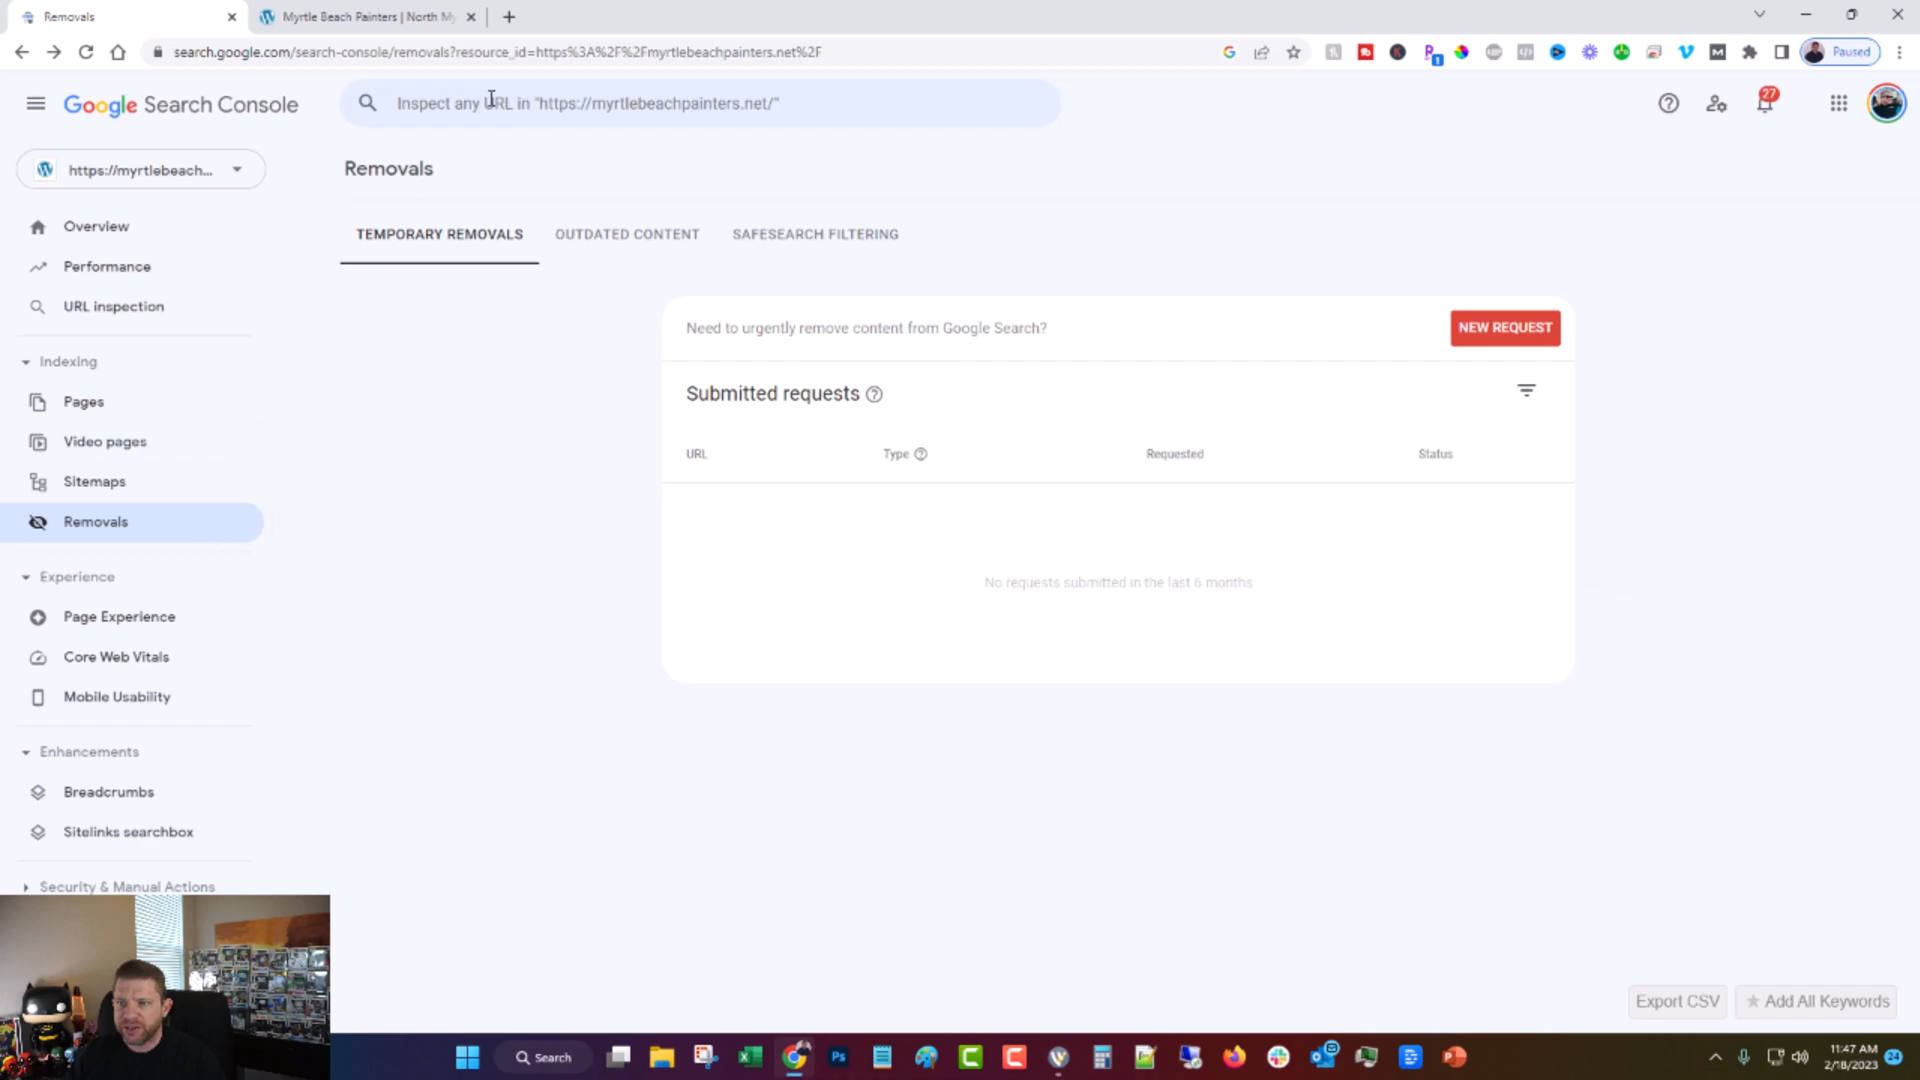 Removals
Myrtle Beach Painters | North My
search.google.com/search-console/removals?resource_id=https%3A%2F%2Fmyrtlebeachpainters.net%2F
Paused
Google Search Console
Inspect any URL in "https://myrtlebeachpainters.net/"
27
https://myrtlebeach...
Removals
Overview
Performance
URL inspection
Indexing
Pages
Video pages
Sitemaps
Removals
Experience
Page Experience
Core Web Vitals
Mobile Usability
Enhancements
Breadcrumbs
Sitelinks searchbox
Security & Manual Actions
TEMPORARY REMOVALS
OUTDATED CONTENT
SAFESEARCH FILTERING
Need to urgently remove content from Google Search?
NEW REQUEST
Submitted requests
URL
Type
Requested
Status
No requests submitted in the last 6 months
Export CSV
Add All Keywords
Search
11:47 AM
2/18/2023
24